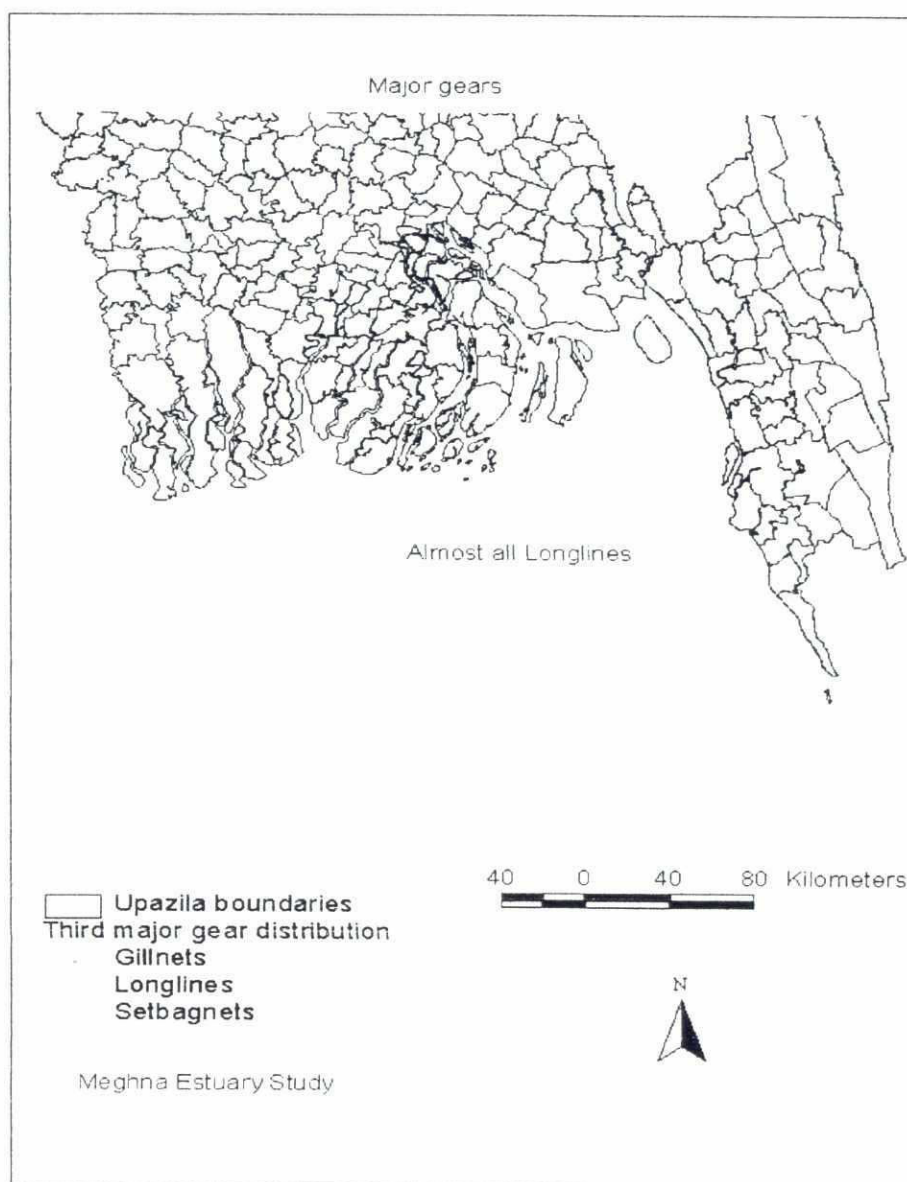 Major gears
Almost all Longlines
40 0 40 80 Kilometers
Upazila boundaries
Third major gear distribution
Gillnets
Longlines
Setbagnets
N
Meghna Estuary Study